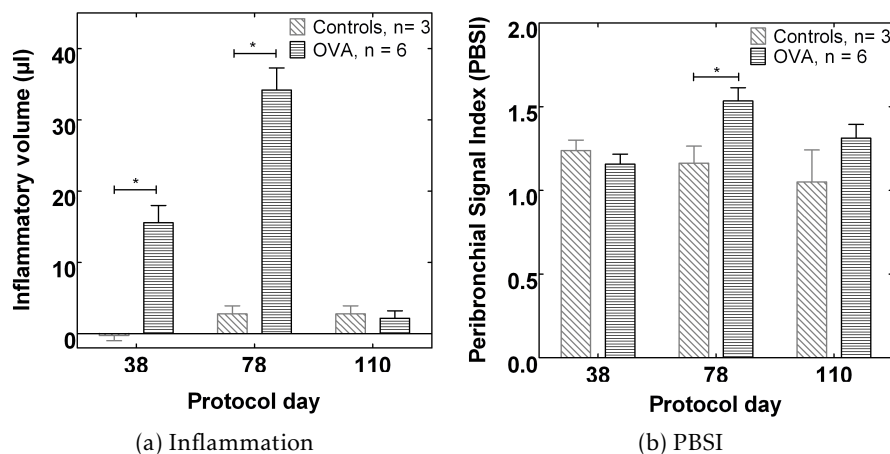 Controls, n= 3
OVA, n = 6
Inflammatory volume (µl)
40
30
20
10
0
*
*
38
78
110
Protocol day
(a) Inflammation
Controls, n= 3
OVA, n = 6
Peribronchial Signal Index (PBSI)
2.0
1.5
1.0
0.5
0.0
*
38
78
110
Protocol day
(b) PBSI